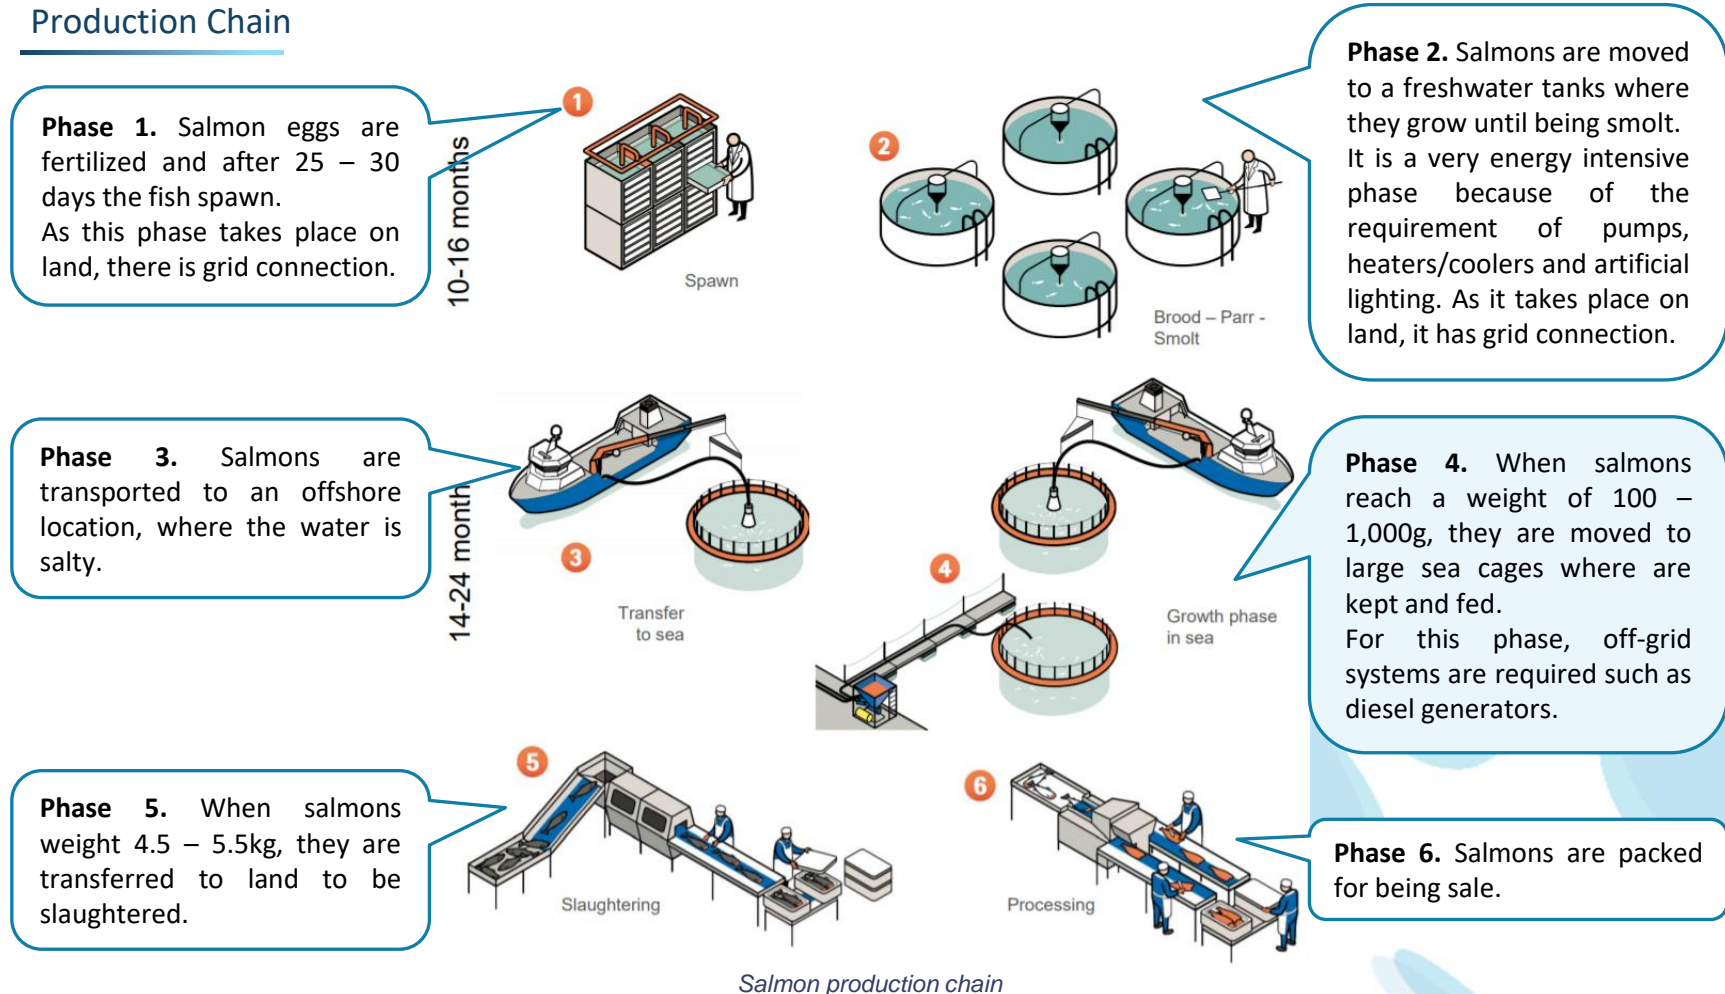 Production Chain
Phase 1. Salmon eggs are
fertilized and after 25 – 30
days the fish spawn.
As this phase takes place on
land, there is grid connection.
10-16 months
1
Spawn
2
Brood – Parr -
Smolt
Phase 2. Salmons are moved
to a freshwater tanks where
they grow until being smolt.
It is a very energy intensive
phase because of the
requirement of pumps,
heaters/coolers and artificial
lighting. As it takes place on
land, it has grid connection.
Phase 3. Salmons are
transported to an offshore
location, where the water is
salty.
14-24 month
3
Transfer
to sea
4
Growth phase
in sea
Phase 4. When salmons
reach a weight of 100 –
1,000g, they are moved to
large sea cages where are
kept and fed.
For this phase, off-grid
systems are required such as
diesel generators.
Phase 5. When salmons
weight 4.5 – 5.5kg, they are
transferred to land to be
slaughtered.
5
Slaughtering
6
Processing
Phase 6. Salmons are packed
for being sale.
Salmon production chain